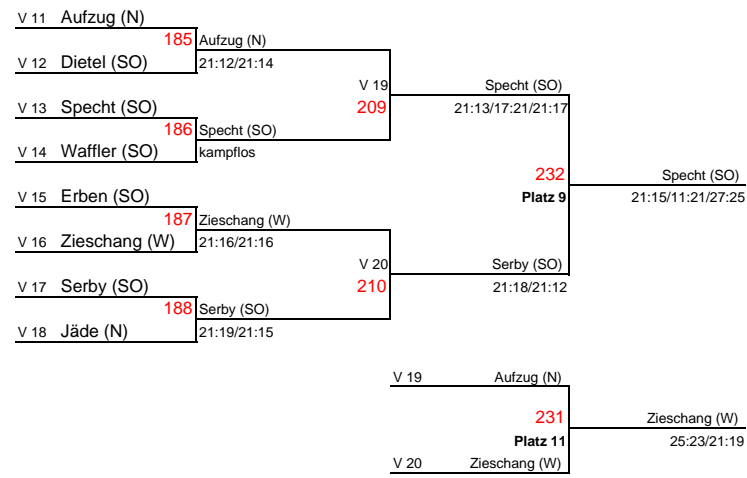 V 11 Aufzug (N)
185 Aufzug (N)
V 12 Dietel (SO) 21:12/21:14
V 19 Specht (SO)
V 13 Specht (SO) 209 21:13/17:21/21:17
186 Specht (SO)
V 14 Waffler (SO) kampflos
232 Specht (SO)
V 15 Erben (SO) Platz 9 21:15/11:21/27:25
187 Zieschang (W)
V 16 Zieschang (W) 21:16/21:16
V 20 Serby (SO)
V 17 Serby (SO) 210 21:18/21:12
188 Serby (SO)
V 18 Jäde (N) 21:19/21:15
V 19 Aufzug (N)
231 Zieschang (W)
Platz 11 25:23/21:19
V 20 Zieschang (W)